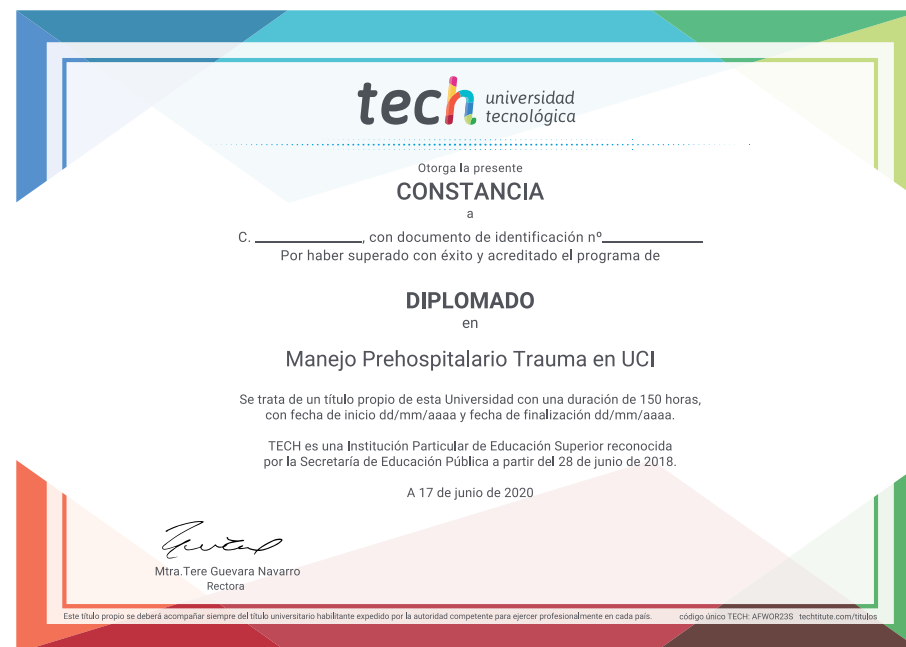 tech universidad
tecnológica
Otorga la presente
CONSTANCIA
a
C. ____________, con documento de identificación nº____________
Por haber superado con éxito y acreditado el programa de
DIPLOMADO
en
Manejo Prehospitalario Trauma en UCI
Se trata de un título propio de esta Universidad con una duración de 150 horas,
con fecha de inicio dd/mm/aaaa y fecha de finalización dd/mm/aaaa.
TECH es una Institución Particular de Educación Superior reconocida
por la Secretaría de Educación Pública a partir del 28 de junio de 2018.
A 17 de junio de 2020
Mtra.Tere Guevara Navarro
Rectora
Este título propio se deberá acompañar siempre del título universitario habilitante expedido por la autoridad competente para ejercer profesionalmente en cada país. código único TECH: AFWOR23S techtitute.com/titulos